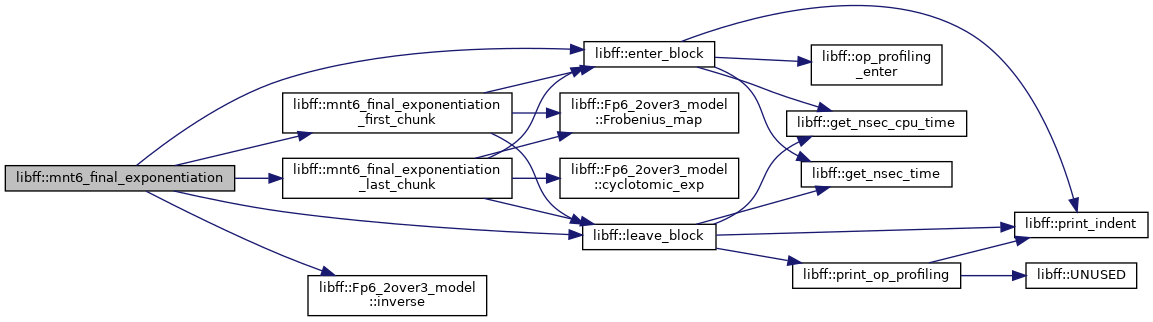 libff::mnt6_final_exponentiation
libff::mnt6_final_exponentiation
_first_chunk
libff::mnt6_final_exponentiation
_last_chunk
libff::Fp6_2over3_model
::inverse
libff::enter_block
libff::Fp6_2over3_model
::Frobenius_map
libff::Fp6_2over3_model
::cyclotomic_exp
libff::leave_block
libff::op_profiling
_enter
libff::get_nsec_cpu_time
libff::get_nsec_time
libff::print_op_profiling
libff::print_indent
libff::UNUSED